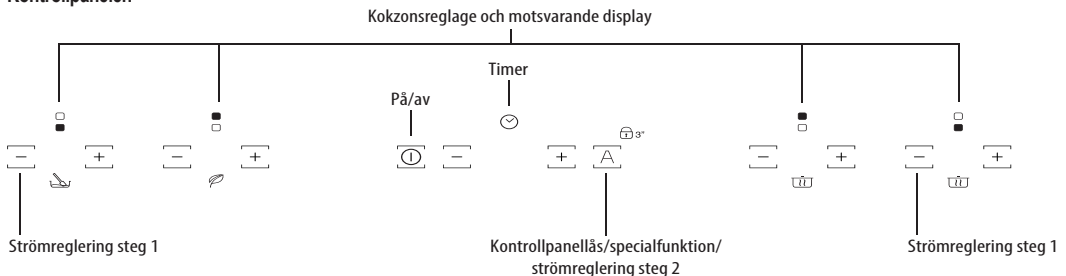 Kontrollpanelen
Kokzonsreglage och motsvarande display
Timer
På/av
3"
− + − + − + A − + − +
Strömreglering steg 1
Kontrollpanellås/specialfunktion/
strömreglering steg 2
Strömreglering steg 1